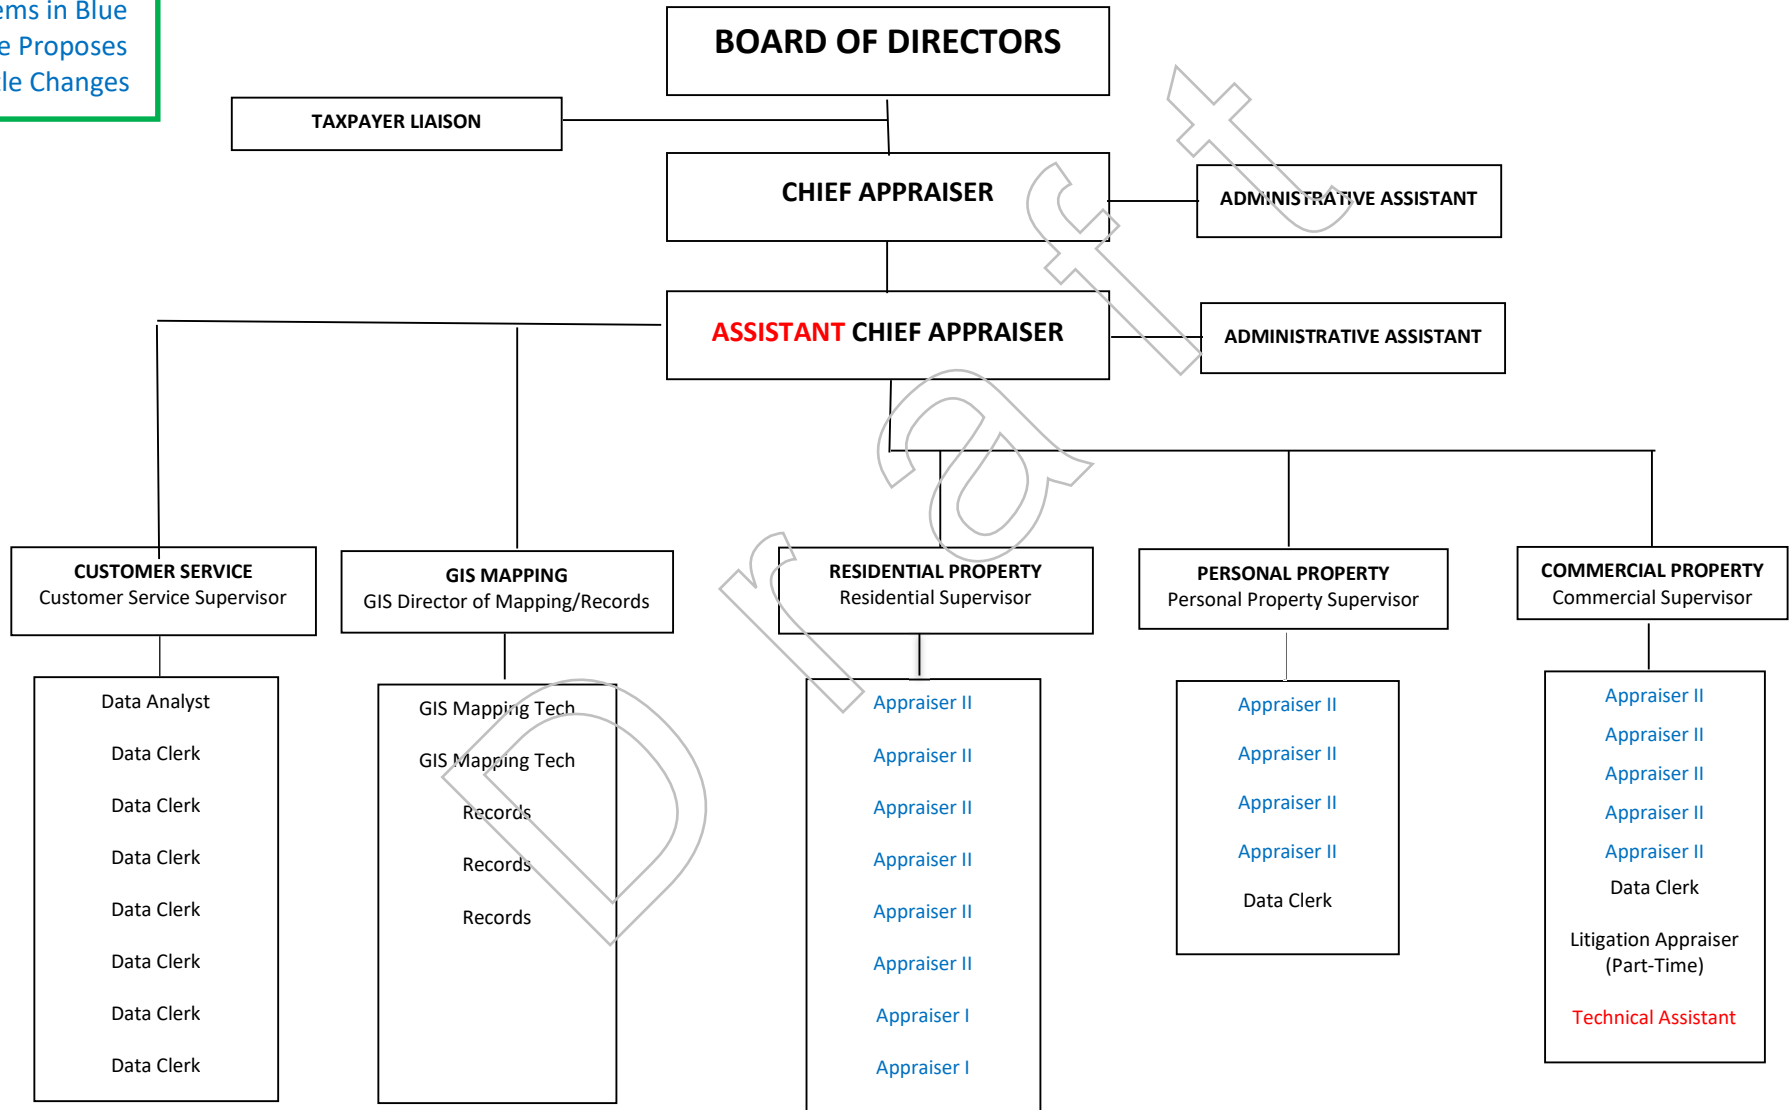 in Blue
Proposes
Changes
BOARD OF DIRECTORS
TAXPAYER LIAISON
CHIEF APPRAISER
ADMINISTRATIVE ASSISTANT
ASSISTANT CHIEF APPRAISER
ADMINISTRATIVE ASSISTANT
CUSTOMER SERVICE
Customer Service Supervisor
GIS MAPPING
GIS Director of Mapping/Records
RESIDENTIAL PROPERTY
Residential Supervisor
PERSONAL PROPERTY
Personal Property Supervisor
COMMERCIAL PROPERTY
Commercial Supervisor
Data Analyst
Data Clerk
Data Clerk
Data Clerk
Data Clerk
Data Clerk
Data Clerk
Data Clerk
GIS Mapping Tech
GIS Mapping Tech
Records
Records
Records
Appraiser II
Appraiser II
Appraiser II
Appraiser II
Appraiser II
Appraiser II
Appraiser I
Appraiser I
Appraiser II
Appraiser II
Appraiser II
Appraiser II
Data Clerk
Appraiser II
Appraiser II
Appraiser II
Appraiser II
Appraiser II
Data Clerk
Litigation Appraiser
(Part-Time)
Technical Assistant
Draft